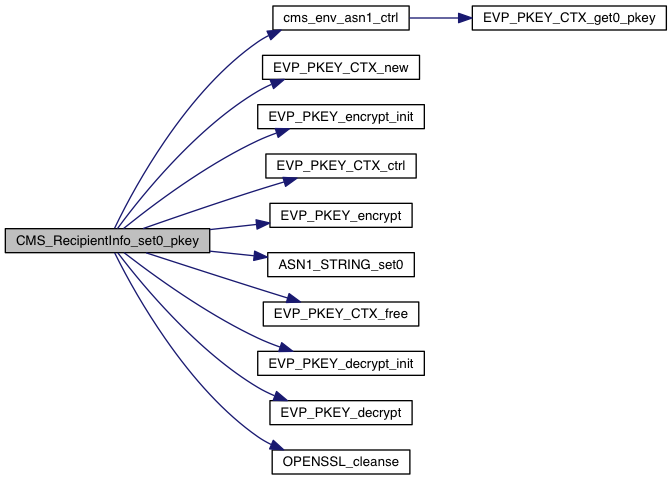 cms_env_asn1_ctrl
EVP_PKEY_CTX_get0_pkey
EVP_PKEY_CTX_new
EVP_PKEY_encrypt_init
EVP_PKEY_CTX_ctrl
EVP_PKEY_encrypt
CMS_RecipientInfo_set0_pkey
ASN1_STRING_set0
EVP_PKEY_CTX_free
EVP_PKEY_decrypt_init
EVP_PKEY_decrypt
OPENSSL_cleanse